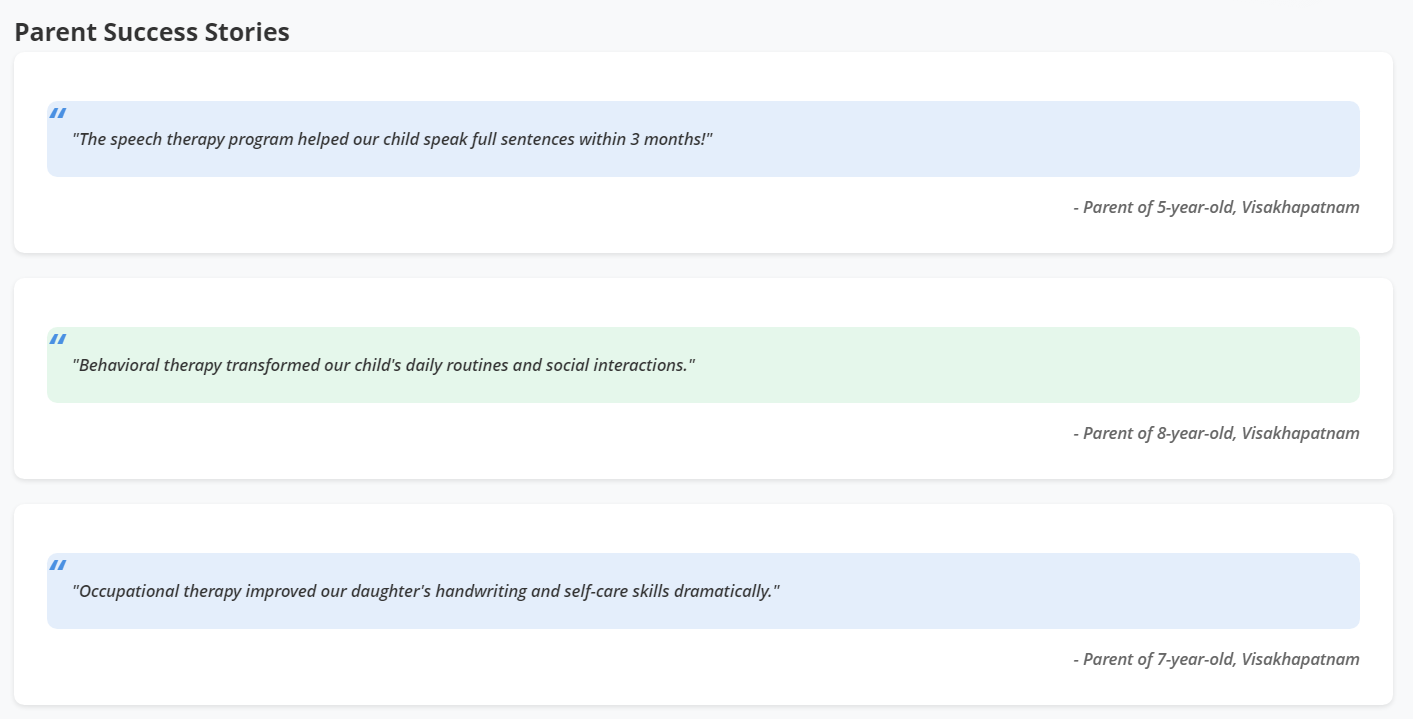 Parent Success Stories
“
"The speech therapy program helped our child speak full sentences within 3 months!"
- Parent of 5-year-old, Visakhapatnam
“
"Behavioral therapy transformed our child's daily routines and social interactions."
- Parent of 8-year-old, Visakhapatnam
“
"Occupational therapy improved our daughter's handwriting and self-care skills dramatically."
- Parent of 7-year-old, Visakhapatnam